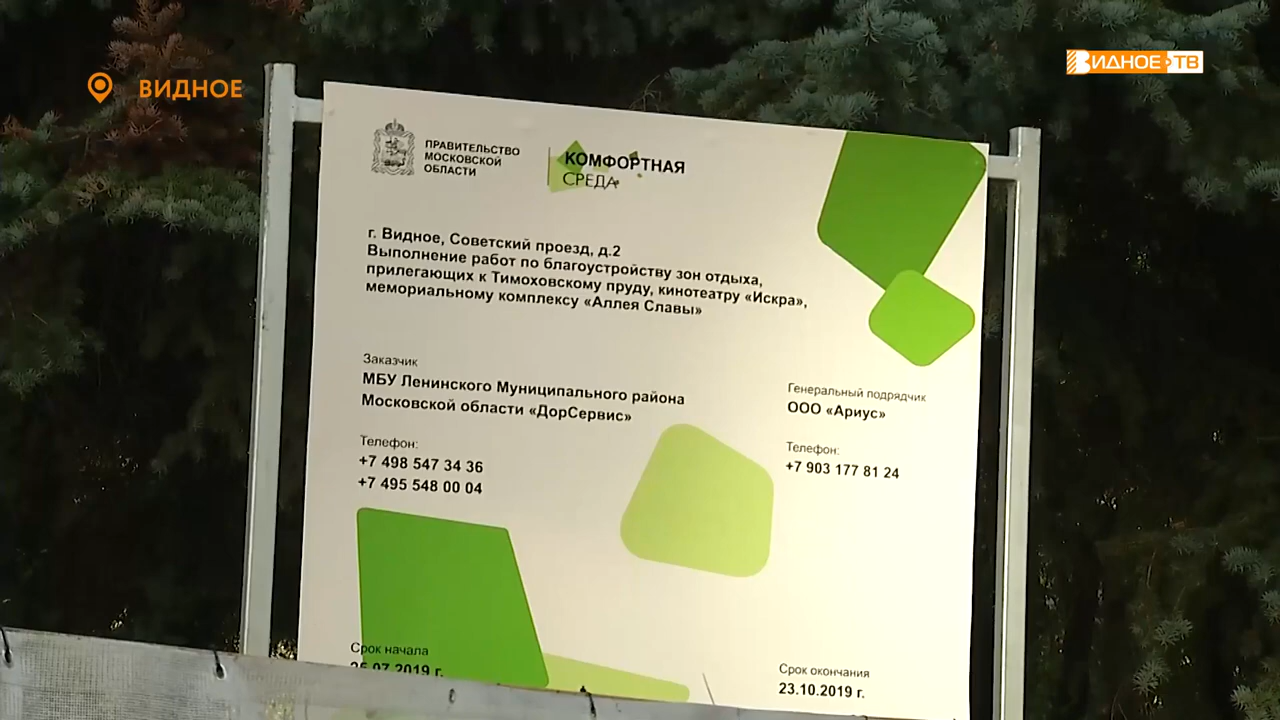 ВИДНОЕ
ВИДНОЕ ТВ
ПРАВИТЕЛЬСТВО
МОСКОВСКОЙ
ОБЛАСТИ
КОМФОРТНАЯ
СРЕДА
г. Видное, Советский проезд, д.2
Выполнение работ по благоустройству зон отдыха,
прилегающих к Тимоховскому пруду, кинотеатру «Искра»,
мемориальному комплексу «Аллея Славы»
Заказчик
МБУ Ленинского Муниципального района
Московской области «ДорСервис»
Телефон:
+7 498 547 34 36
+7 495 548 00 04
Генеральный подрядчик
ООО «Ариус»
Телефон:
+7 903 177 81 24
Срок начала
25.07.2019 г.
Срок окончания
23.10.2019 г.